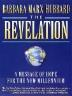 BARBARA MARX HUBBARD
THE
REVELATION
A MESSAGE OF HOPE
FOR THE NEW MILLENNIUM